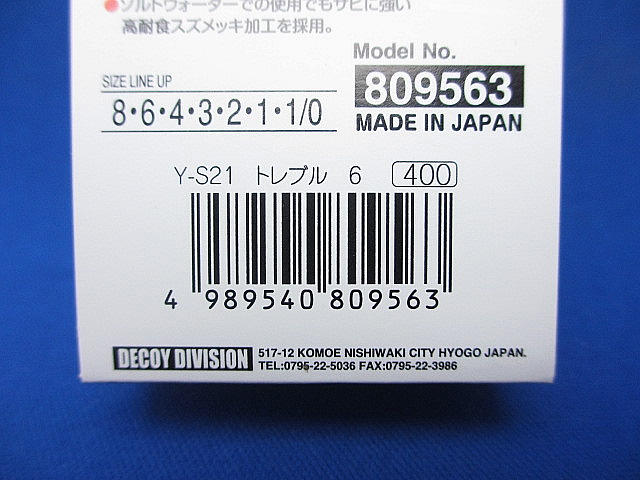 ●ソルトウォーターでの使用でもサビに強い
高耐食スズメッキ加工を採用。
Model No.
809563
MADE IN JAPAN
SIZE LINE UP
8・6・4・3・2・1・1/0
Y-S21 トレブル 6 400
4 989540 809563
DECOY DIVISION 517-12 KOMOE NISHIWAKI CITY HYOGO JAPAN.
TEL:0795-22-5036 FAX:0795-22-3986